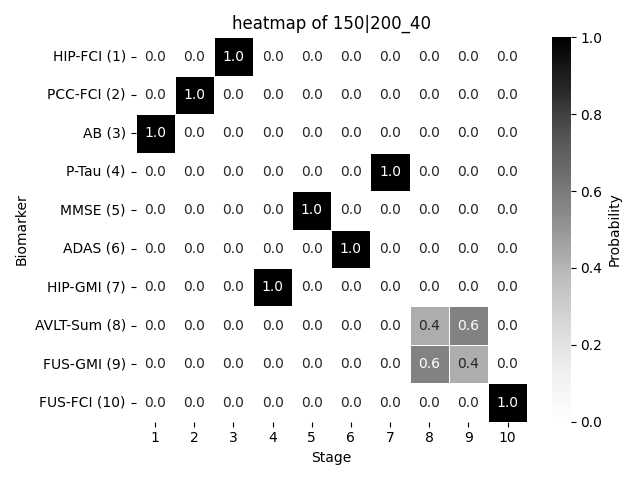 heatmap of 150|200_40
HIP-FCI (1) 0.0 0.0 1.0 0.0 0.0 0.0 0.0 0.0 0.0 0.0
PCC-FCI (2) 0.0 1.0 0.0 0.0 0.0 0.0 0.0 0.0 0.0 0.0
AB (3) 1.0 0.0 0.0 0.0 0.0 0.0 0.0 0.0 0.0 0.0
P-Tau (4) 0.0 0.0 0.0 0.0 0.0 0.0 1.0 0.0 0.0 0.0
MMSE (5) 0.0 0.0 0.0 0.0 1.0 0.0 0.0 0.0 0.0 0.0
ADAS (6) 0.0 0.0 0.0 0.0 0.0 1.0 0.0 0.0 0.0 0.0
HIP-GMI (7) 0.0 0.0 0.0 1.0 0.0 0.0 0.0 0.0 0.0 0.0
AVLT-Sum (8) 0.0 0.0 0.0 0.0 0.0 0.0 0.0 0.4 0.6 0.0
FUS-GMI (9) 0.0 0.0 0.0 0.0 0.0 0.0 0.0 0.6 0.4 0.0
FUS-FCI (10) 0.0 0.0 0.0 0.0 0.0 0.0 0.0 0.0 0.0 1.0
1 2 3 4 5 6 7 8 9 10
Stage
Biomarker
1.0
0.8
0.6
0.4
0.2
0.0
Probability